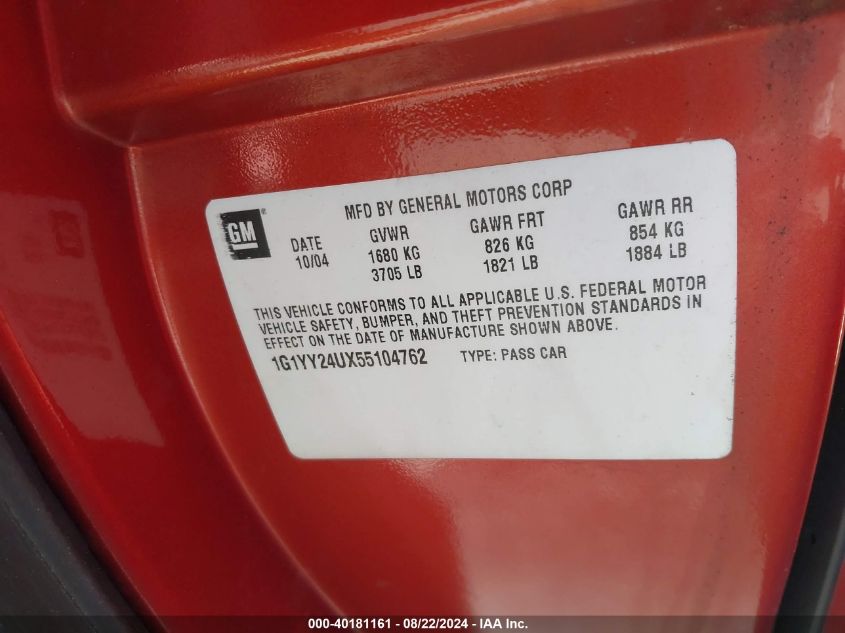 MFD BY GENERAL MOTORS CORP
GM®
DATE GVWR GAWR FRT GAWR RR
10/04 1680 KG 826 KG 854 KG
3705 LB 1821 LB 1884 LB
THIS VEHICLE CONFORMS TO ALL APPLICABLE U.S. FEDERAL MOTOR
VEHICLE SAFETY, BUMPER, AND THEFT PREVENTION STANDARDS IN
EFFECT ON THE DATE OF MANUFACTURE SHOWN ABOVE.
1G1YY24UX55104762 TYPE: PASS CAR
000-40181161 - 08/22/2024 - IAA Inc.